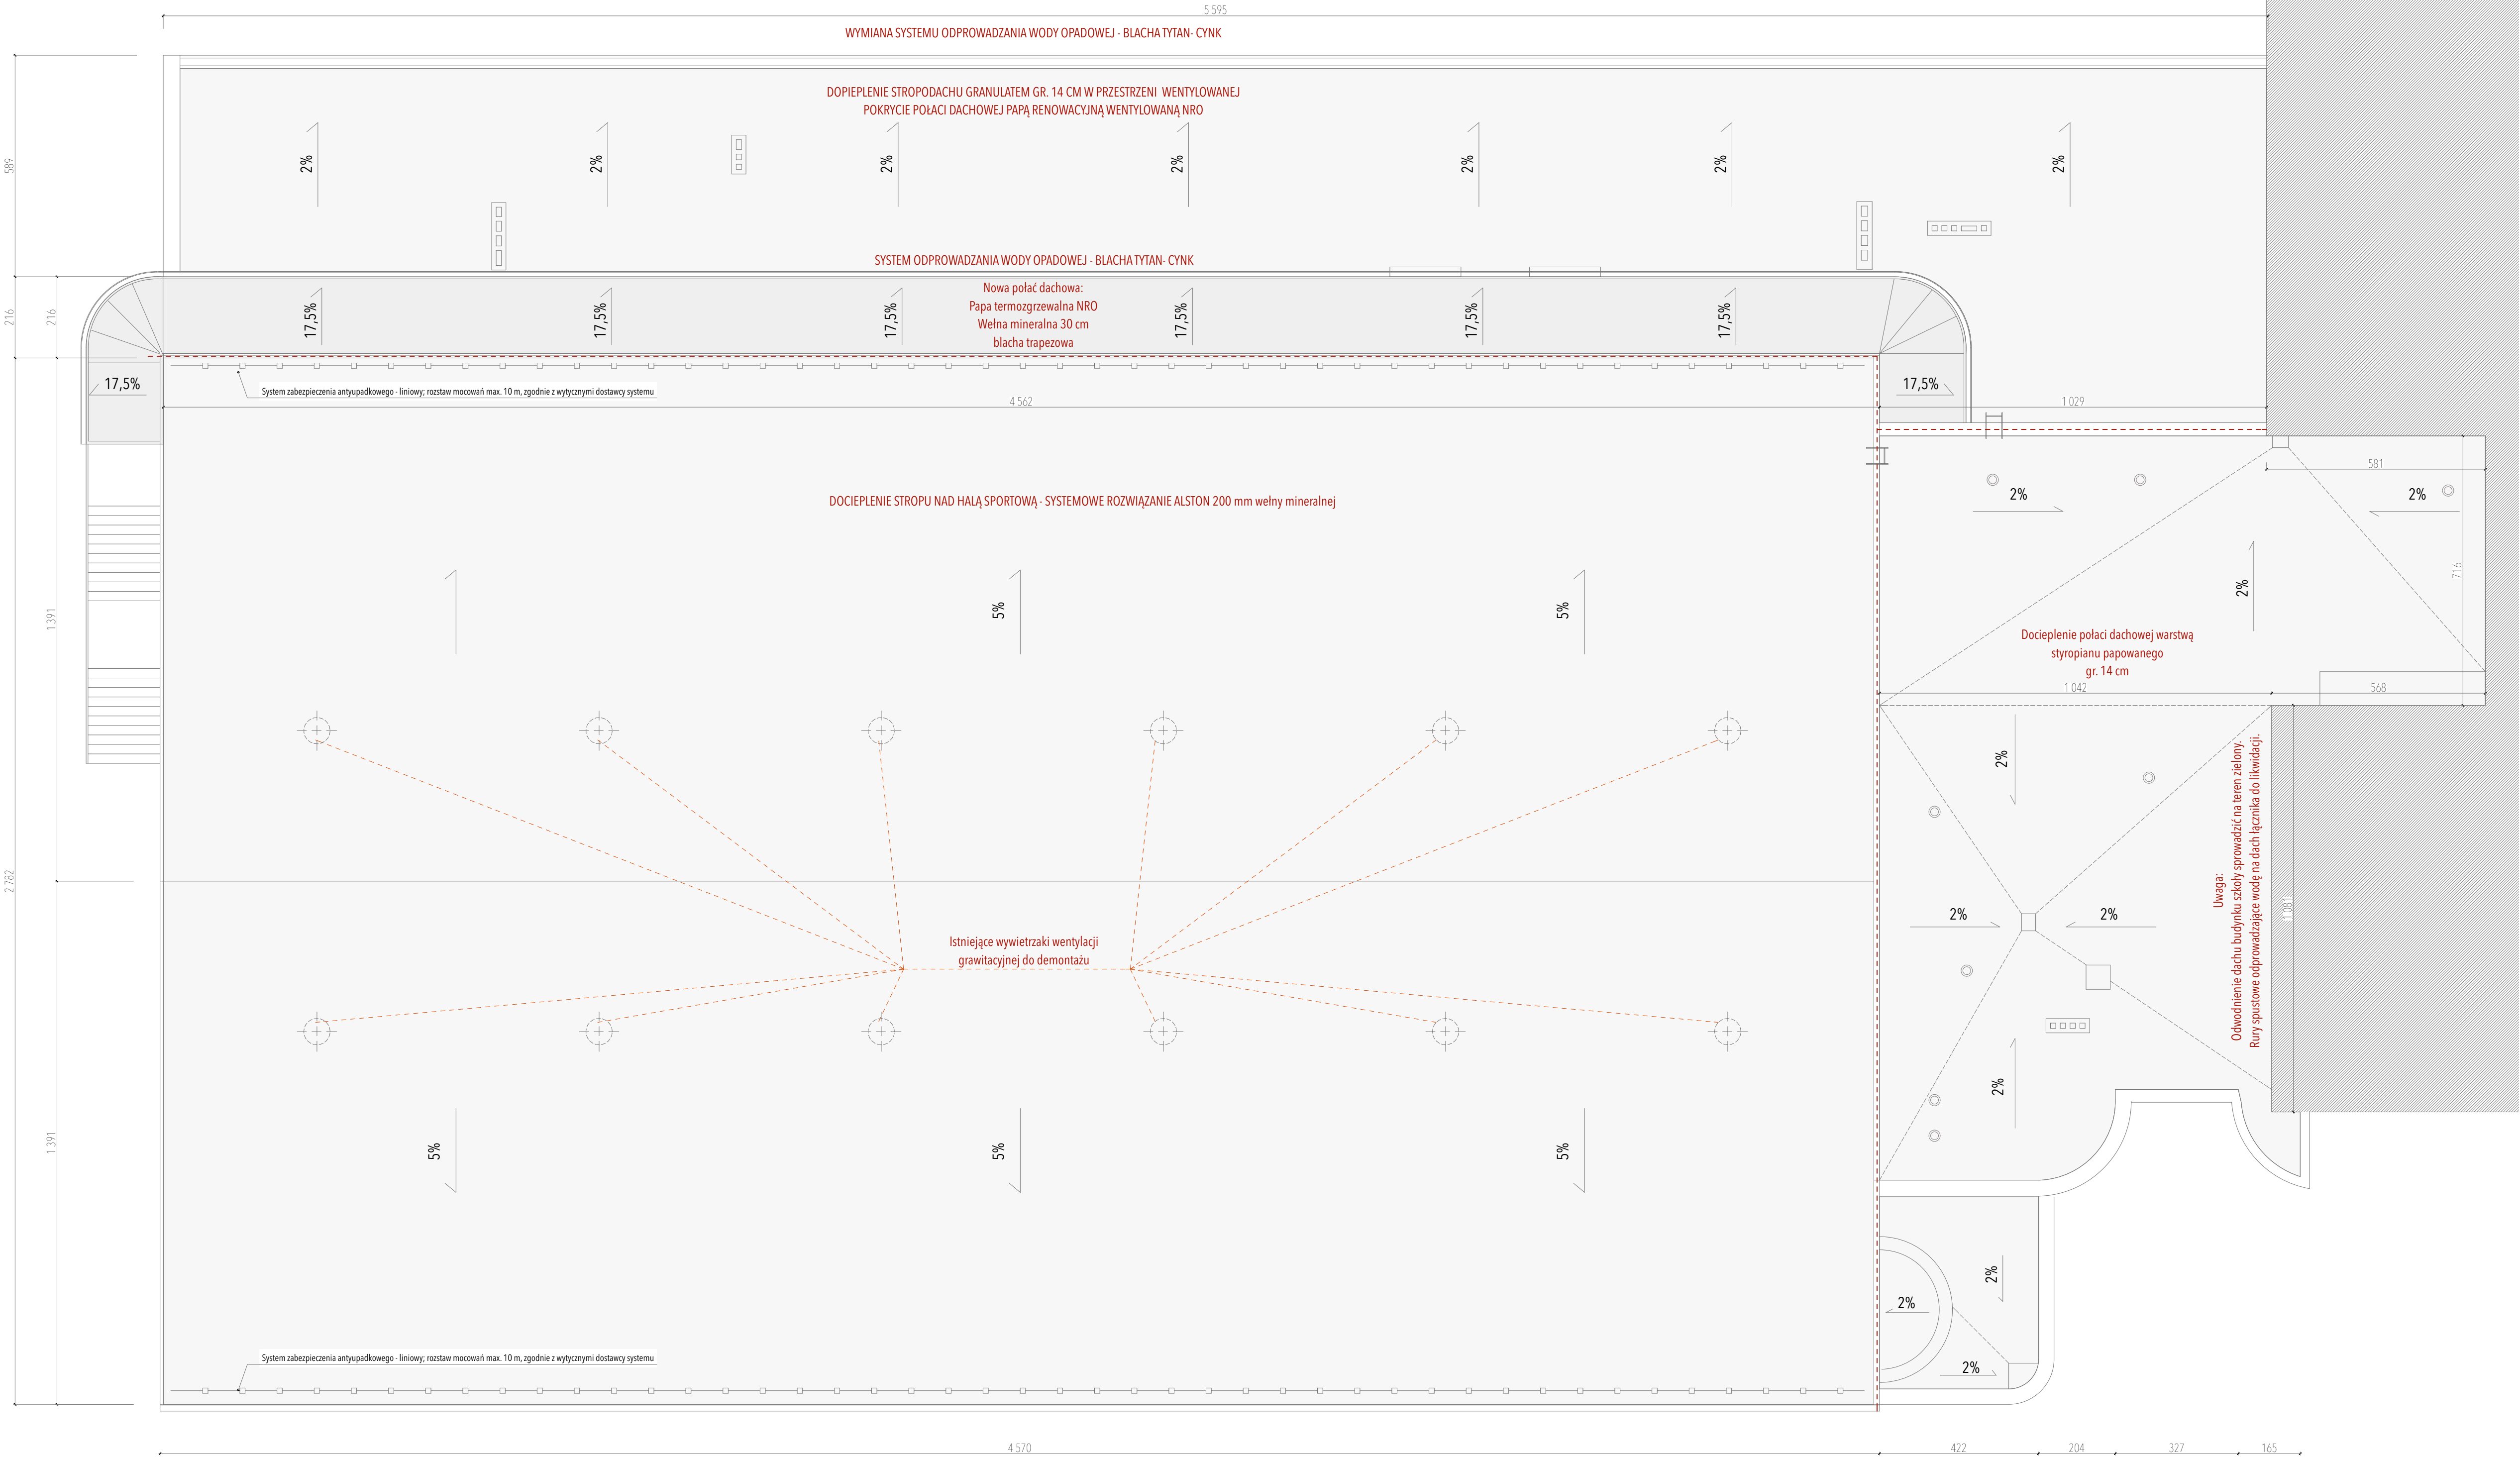 5 595
WYMIANA SYSTEMU ODPROWADZANIA WODY OPADOWEJ - BLACHA TYTAN- CYNK
DOPIEPLENIE STROPODACHU GRANULATEM GR. 14 CM W PRZESTRZENI WENTYLOWANEJ
POKRYCIE POŁACI DACHOWEJ PAPĄ RENOWACYJNĄ WENTYLOWANĄ NRO
589
2%
2%
2%
2%
2%
2%
2%
SYSTEM ODPROWADZANIA WODY OPADOWEJ - BLACHA TYTAN- CYNK
216
216
17,5%
17,5%
17,5%
Nowa połać dachowa:
Papa termozgrzewalna NRO
Wełna mineralna 30 cm
blacha trapezowa
17,5%
17,5%
17,5%
17,5%
17,5%
System zabezpieczenia antyupadkowego - liniowy; rozstaw mocowań max. 10 m, zgodnie z wytycznymi dostawcy systemu
4 562
1 029
581
DOCIEPLENIE STROPU NAD HALĄ SPORTOWĄ - SYSTEMOWE ROZWIĄZANIE ALSTON 200 mm wełny mineralnej
2%
2%
716
2%
1 391
5%
5%
Docieplenie połaci dachowej warstwą
styropianu papowanego
gr. 14 cm
1 042
568
2%
Uwaga:
Odwodnienie dachu budynku szkoły sprowadzić na teren zielony.
Rury spustowe odprowadzające wodę na dach łącznika do likwidacji.
1 081
2 782
2%
2%
Istniejące wywietrzaki wentylacji
grawitacyjnej do demontażu
2%
1 391
5%
5%
5%
2%
2%
2%
System zabezpieczenia antyupadkowego - liniowy; rozstaw mocowań max. 10 m, zgodnie z wytycznymi dostawcy systemu
4 570
422
204
327
165